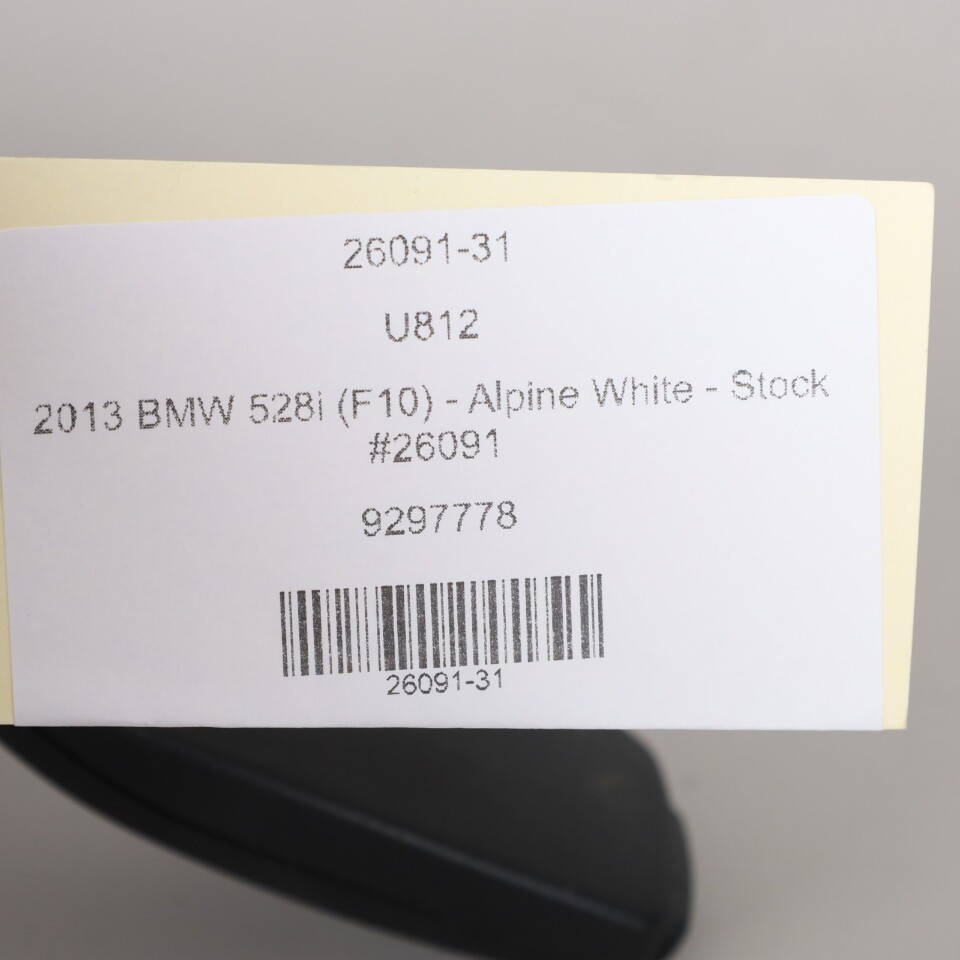 26091-31
U812
2013 BMW 528i (F10) - Alpine White - Stock
#26091
9297778
26091-31